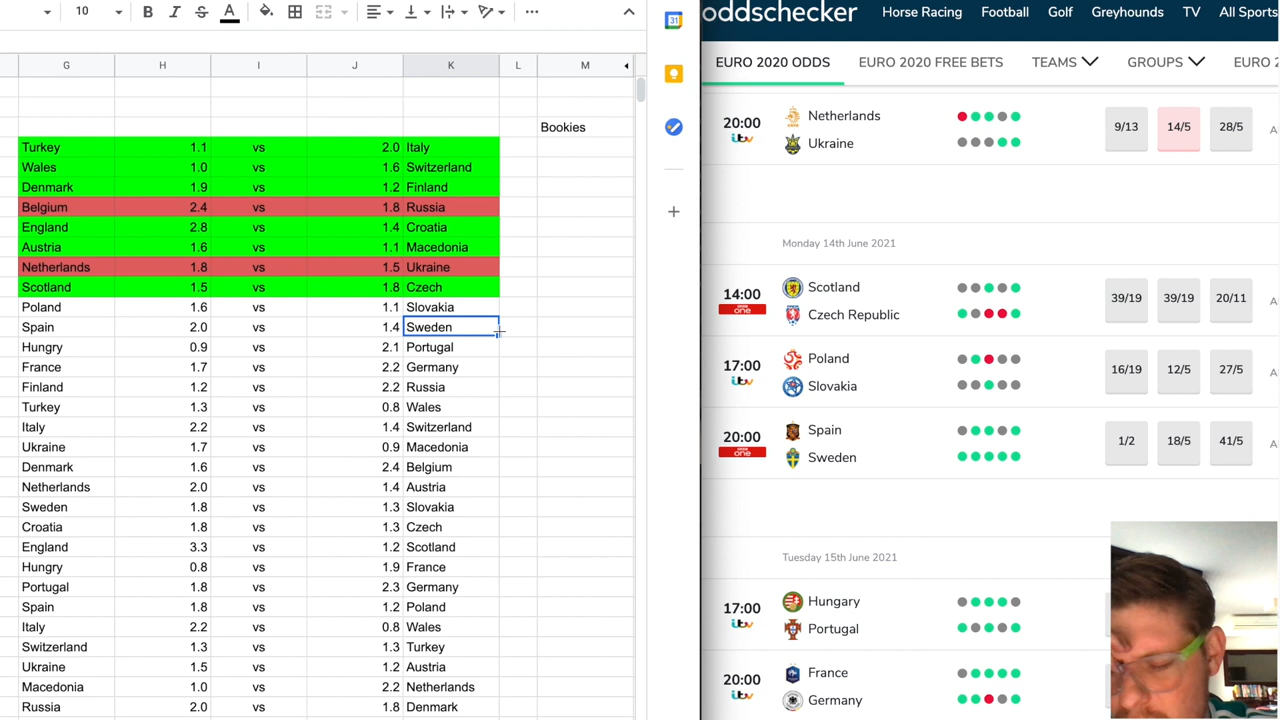 10 B I S A
31
G H I J K L M
Bookies
Turkey 1.1 vs 2.0 Italy
Wales 1.0 vs 1.6 Switzerland
Denmark 1.9 vs 1.2 Finland
Belgium 2.4 vs 1.8 Russia
England 2.8 vs 1.4 Croatia
Austria 1.6 vs 1.1 Macedonia
Netherlands 1.8 vs 1.5 Ukraine
Scotland 1.5 vs 1.8 Czech
Poland 1.6 vs 1.1 Slovakia
Spain 2.0 vs 1.4 Sweden
Hungry 0.9 vs 2.1 Portugal
France 1.7 vs 2.2 Germany
Finland 1.2 vs 2.2 Russia
Turkey 1.3 vs 0.8 Wales
Italy 2.2 vs 1.4 Switzerland
Ukraine 1.7 vs 0.9 Macedonia
Denmark 1.6 vs 2.4 Belgium
Netherlands 2.0 vs 1.4 Austria
Sweden 1.8 vs 1.3 Slovakia
Croatia 1.8 vs 1.3 Czech
England 3.3 vs 1.2 Scotland
Hungry 0.8 vs 1.9 France
Portugal 1.8 vs 2.3 Germany
Spain 1.8 vs 1.2 Poland
Italy 2.2 vs 0.8 Wales
Switzerland 1.3 vs 1.3 Turkey
Ukraine 1.5 vs 1.2 Austria
Macedonia 1.0 vs 2.2 Netherlands
Russia 2.0 vs 1.8 Denmark
oddschecker Horse Racing Football Golf Greyhounds TV All Sports
EURO 2020 ODDS EURO 2020 FREE BETS TEAMS GROUPS EURO 2
20:00 Netherlands 9/13 14/5 28/5 A
itv Ukraine
Monday 14th June 2021
14:00 Scotland 39/19 39/19 20/11 A
one Czech Republic
17:00 Poland 16/19 12/5 27/5 A
itv Slovakia
20:00 Spain 1/2 18/5 41/5 A
one Sweden
Tuesday 15th June 2021
17:00 Hungary
itv Portugal
20:00 France
itv Germany